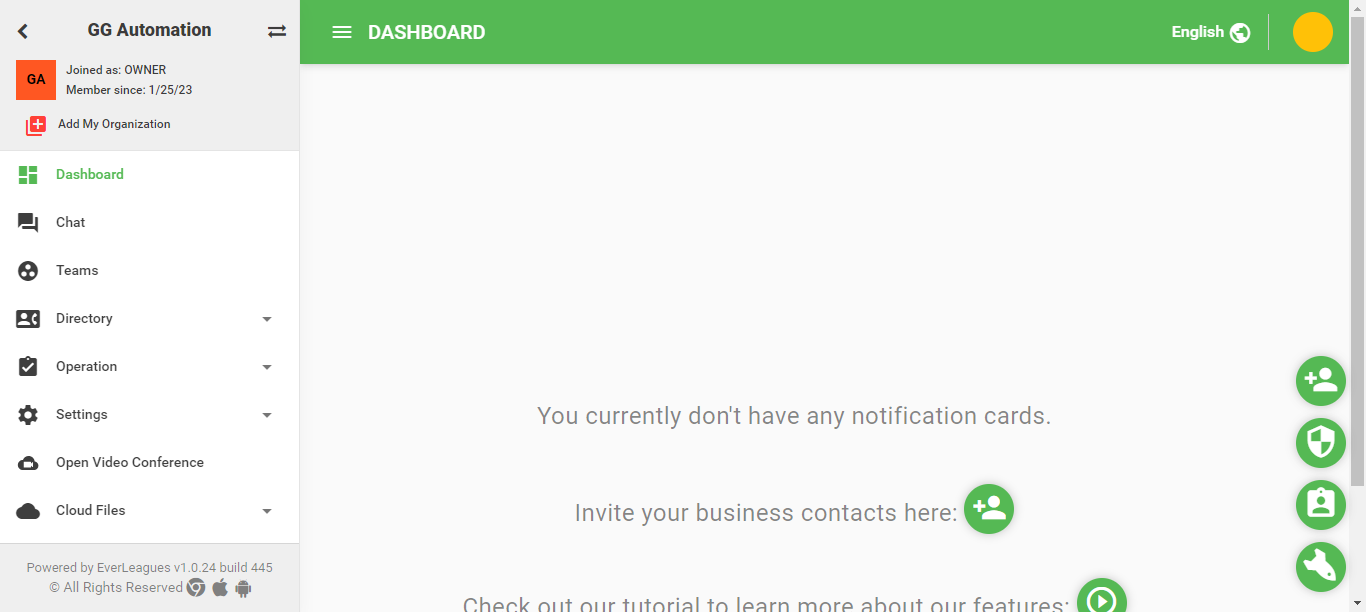 GG Automation
GA
Joined as: OWNER
Member since: 1/25/23
Add My Organization
Dashboard
Chat
Teams
Directory
Operation
Settings
Open Video Conference
Cloud Files
Powered by EverLeagues v1.0.24 build 445
© All Rights Reserved
DASHBOARD
English
You currently don't have any notification cards.
Invite your business contacts here:
Check out our tutorial to learn more about our features: